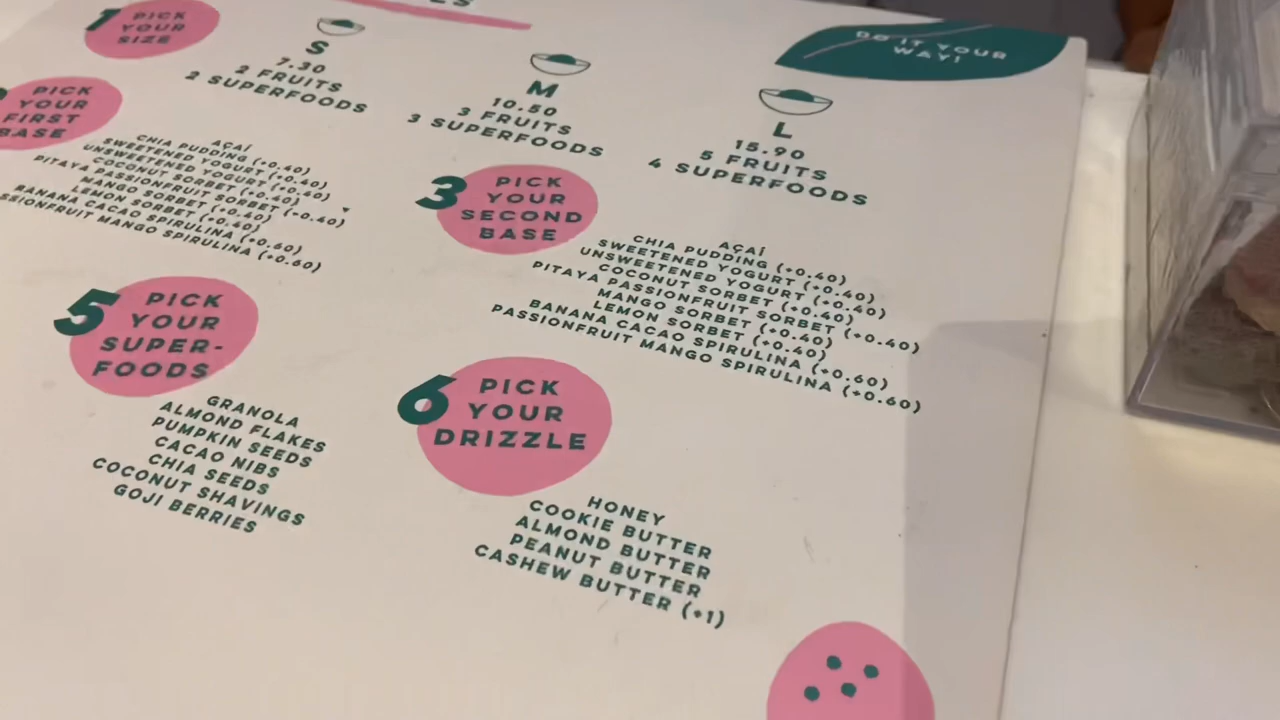 1 PICK
YOUR
SIZE
S
7.30
2 FRUITS
2 SUPERFOODS
M
10.50
3 FRUITS
3 SUPERFOODS
L
15.90
5 FRUITS
4 SUPERFOODS
DO IT YOUR
WAY!
PICK
YOUR
FIRST
BASE
AÇAÍ
CHIA PUDDING (+0.40)
SWEETENED YOGURT (+0.40)
UNSWEETENED YOGURT (+0.40)
COCONUT SORBET (+0.40)
PITAYA PASSIONFRUIT SORBET (+0.40)
MANGO SORBET (+0.40)
LEMON SORBET (+0.40)
BANANA CACAO SPIRULINA (+0.60)
MANGO SPIRULINA (+0.60)
3 PICK
YOUR
SECOND
BASE
AÇAÍ
CHIA PUDDING (+0.40)
SWEETENED YOGURT (+0.40)
UNSWEETENED YOGURT (+0.40)
COCONUT SORBET (+0.40)
PITAYA PASSIONFRUIT SORBET (+0.40)
MANGO SORBET (+0.40)
LEMON SORBET (+0.40)
BANANA CACAO SPIRULINA (+0.60)
PASSIONFRUIT MANGO SPIRULINA (+0.60)
5 PICK
YOUR
SUPER-
FOODS
GRANOLA
ALMOND FLAKES
PUMPKIN SEEDS
CACAO NIBS
CHIA SEEDS
COCONUT SHAVINGS
GOJI BERRIES
6 PICK
YOUR
DRIZZLE
HONEY
COOKIE BUTTER
ALMOND BUTTER
PEANUT BUTTER
CASHEW BUTTER (+1)